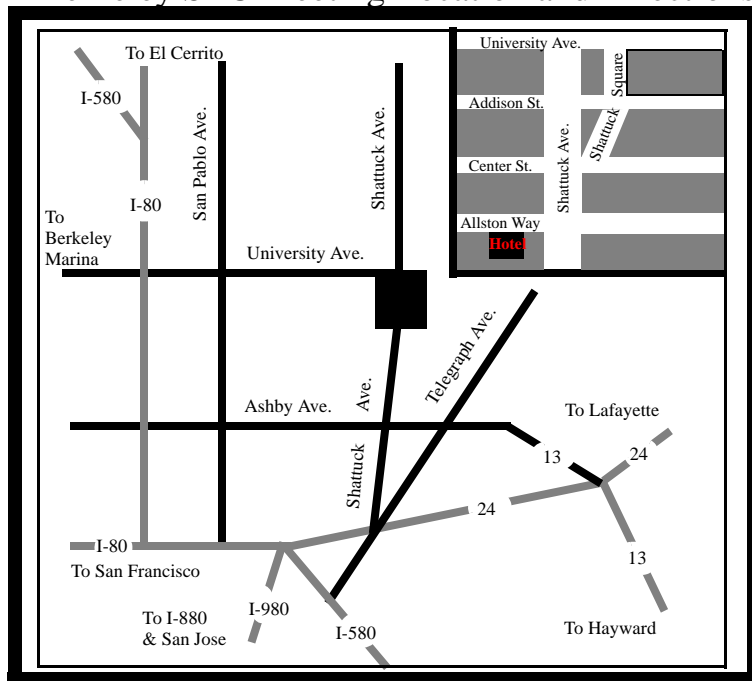 To El Cerrito
I-580
San Pablo Ave.
Shattuck Ave.
I-80
To
Berkeley
Marina
University Ave.
University Ave.
Shattuck Square
Addison St.
Shattuck
Center St.
Shattuck Ave.
Allston Way
Hotel
Telegraph Ave.
Ashby Ave.
Shattuck Ave.
To Lafayette
13
24
24
I-80
To San Francisco
13
I-980
To I-880
& San Jose
I-580
To Hayward